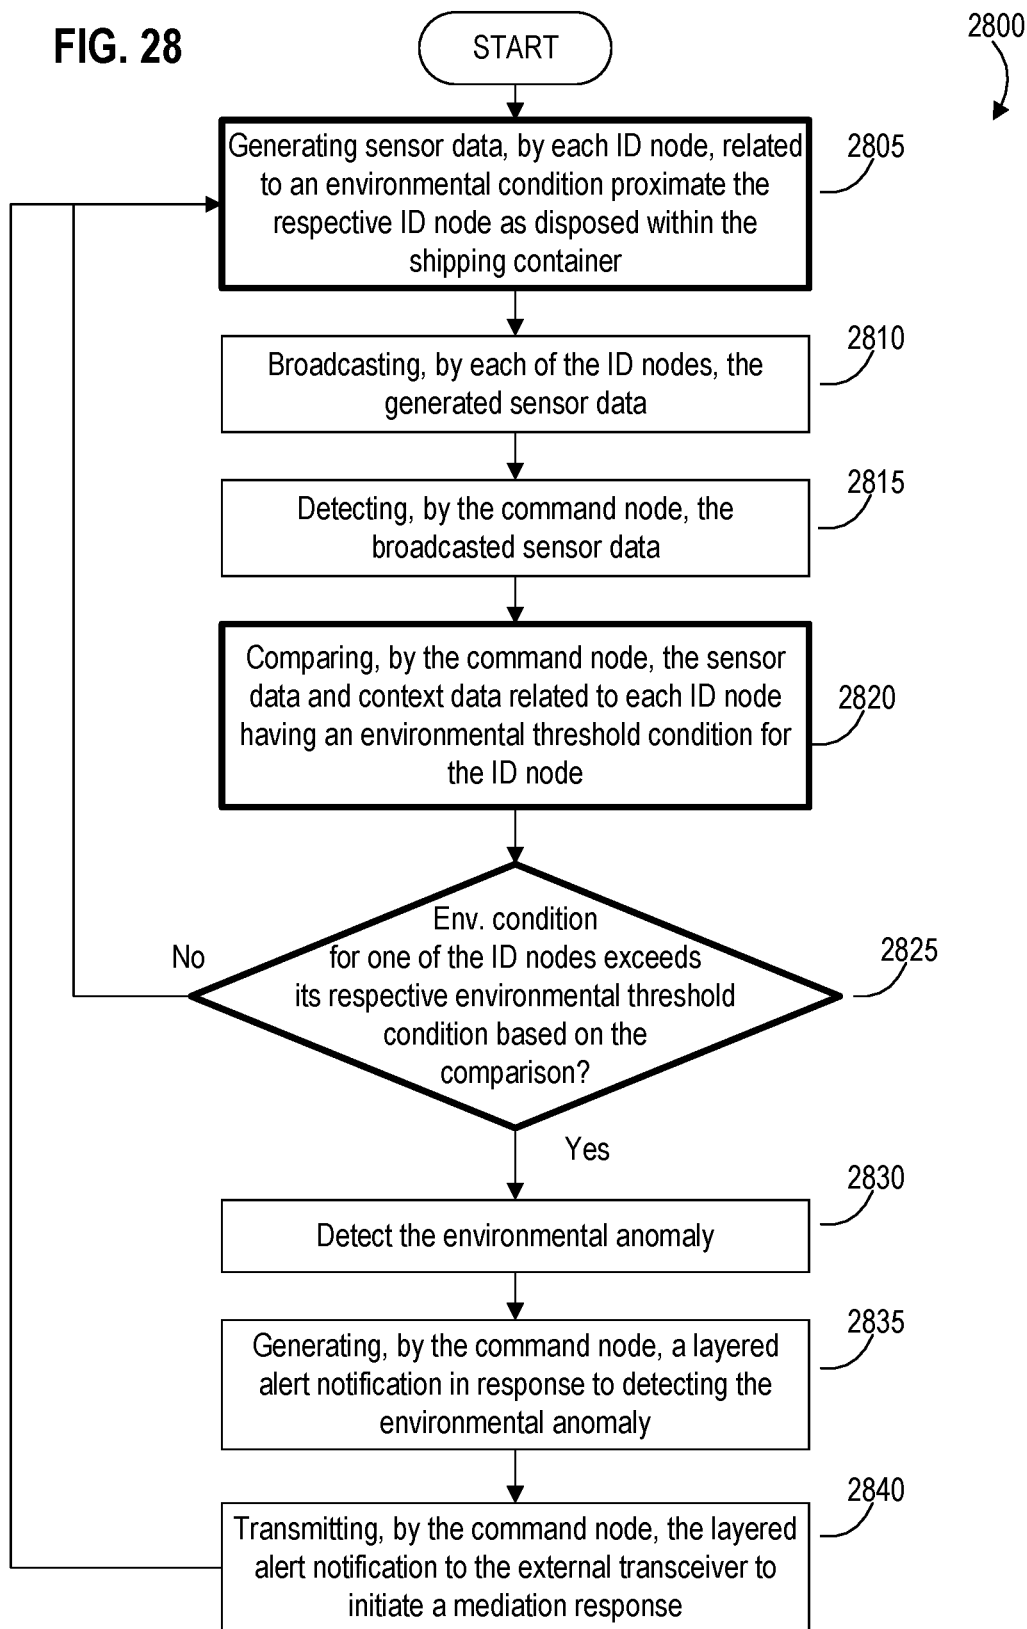 FIG. 28
START
2800
Generating sensor data, by each ID node, related
to an environmental condition proximate the
respective ID node as disposed within the
shipping container
2805
Broadcasting, by each of the ID nodes, the
generated sensor data
2810
Detecting, by the command node, the
broadcasted sensor data
2815
Comparing, by the command node, the sensor
data and context data related to each ID node
having an environmental threshold condition for
the ID node
2820
Env. condition
for one of the ID nodes exceeds
its respective environmental threshold
condition based on the
comparison?
2825
No
Yes
Detect the environmental anomaly
2830
Generating, by the command node, a layered
alert notification in response to detecting the
environmental anomaly
2835
Transmitting, by the command node, the layered
alert notification to the external transceiver to
initiate a mediation response
2840